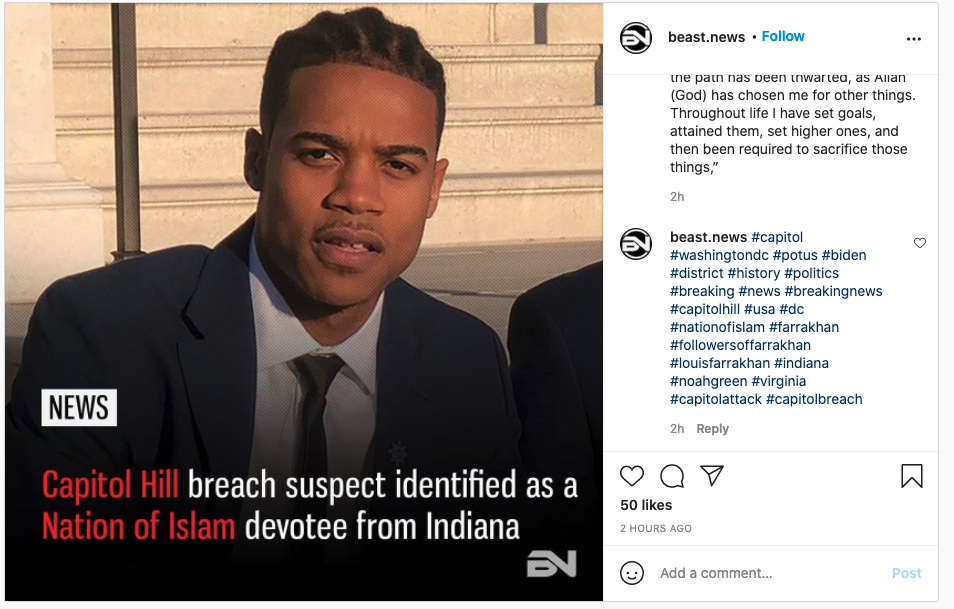 NEWS
Capitol Hill breach suspect identified as a
Nation of Islam devotee from Indiana
BN
BN
beast.news • Follow
the path has been thwarted, as Allah
(God) has chosen me for other things.
Throughout life I have set goals,
attained them, set higher ones, and
then been required to sacrifice those
things,”
2h
BN
beast.news #capitol
#washingtondc #potus #biden
#district #history #politics
#breaking #news #breakingnews
#capitolhill #usa #dc
#nationofislam #farrakhan
#followersoffarrakhan
#louisfarrakhan #indiana
#noahgreen #virginia
#capitolattack #capitolbreach
2h Reply
50 likes
2 HOURS AGO
Add a comment... Post